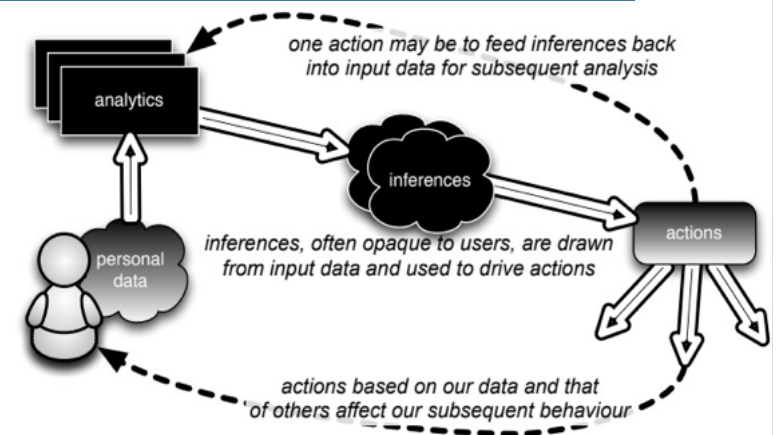 one action may be to feed inferences back
into input data for subsequent analysis
analytics
inferences
actions
personal
data
inferences, often opaque to users, are drawn
from input data and used to drive actions
actions based on our data and that
of others affect our subsequent behaviour